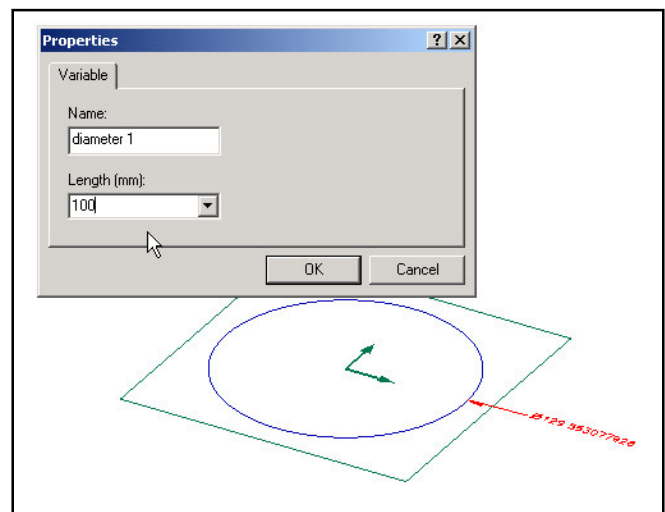 Properties
Variable
Name:
diameter 1
Length (mm):
100
OK
Cancel